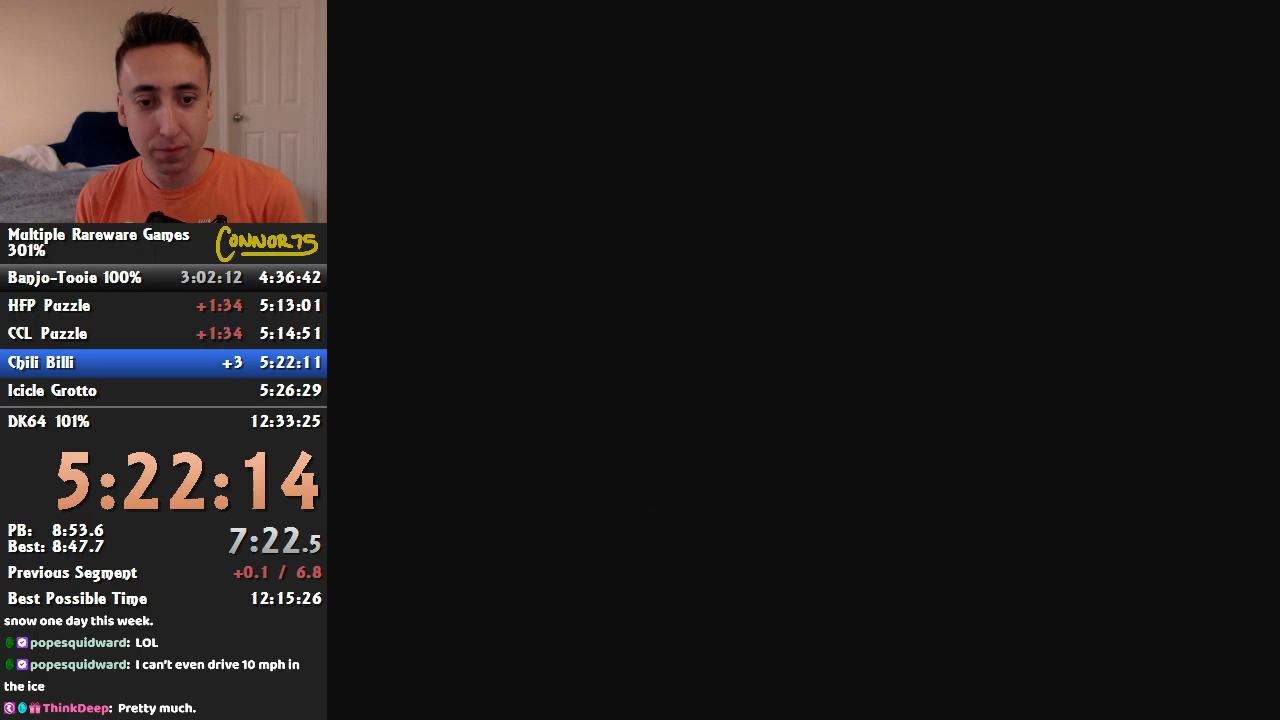 Multiple Rareware Games
301%
CONNOR75
Banjo-Tooie 100% 3:02:12 4:36:42
HFP Puzzle +1:34 5:13:01
CCL Puzzle +1:34 5:14:51
Chili Billi +3 5:22:11
Icicle Grotto 5:26:29
DK64 101% 12:33:25
5:22:14
PB: 8:53.6
Best: 8:47.7
7:22.5
Previous Segment +0.1 / 6.8
Best Possible Time 12:15:26
snow one day this week.
popesquidward: LOL
popesquidward: I can't even drive 10 mph in
the ice
ThinkDeep: Pretty much.